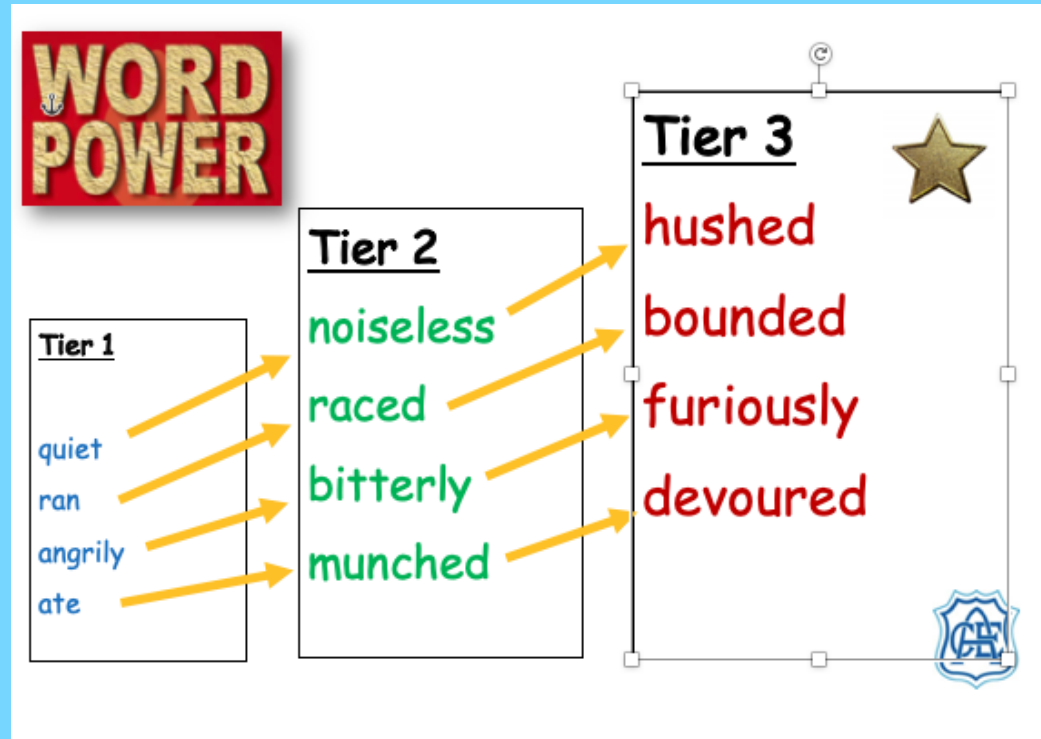 WORD
POWER
Tier 1
quiet
ran
angrily
ate
Tier 2
noiseless
raced
bitterly
munched
Tier 3
hushed
bounded
furiously
devoured